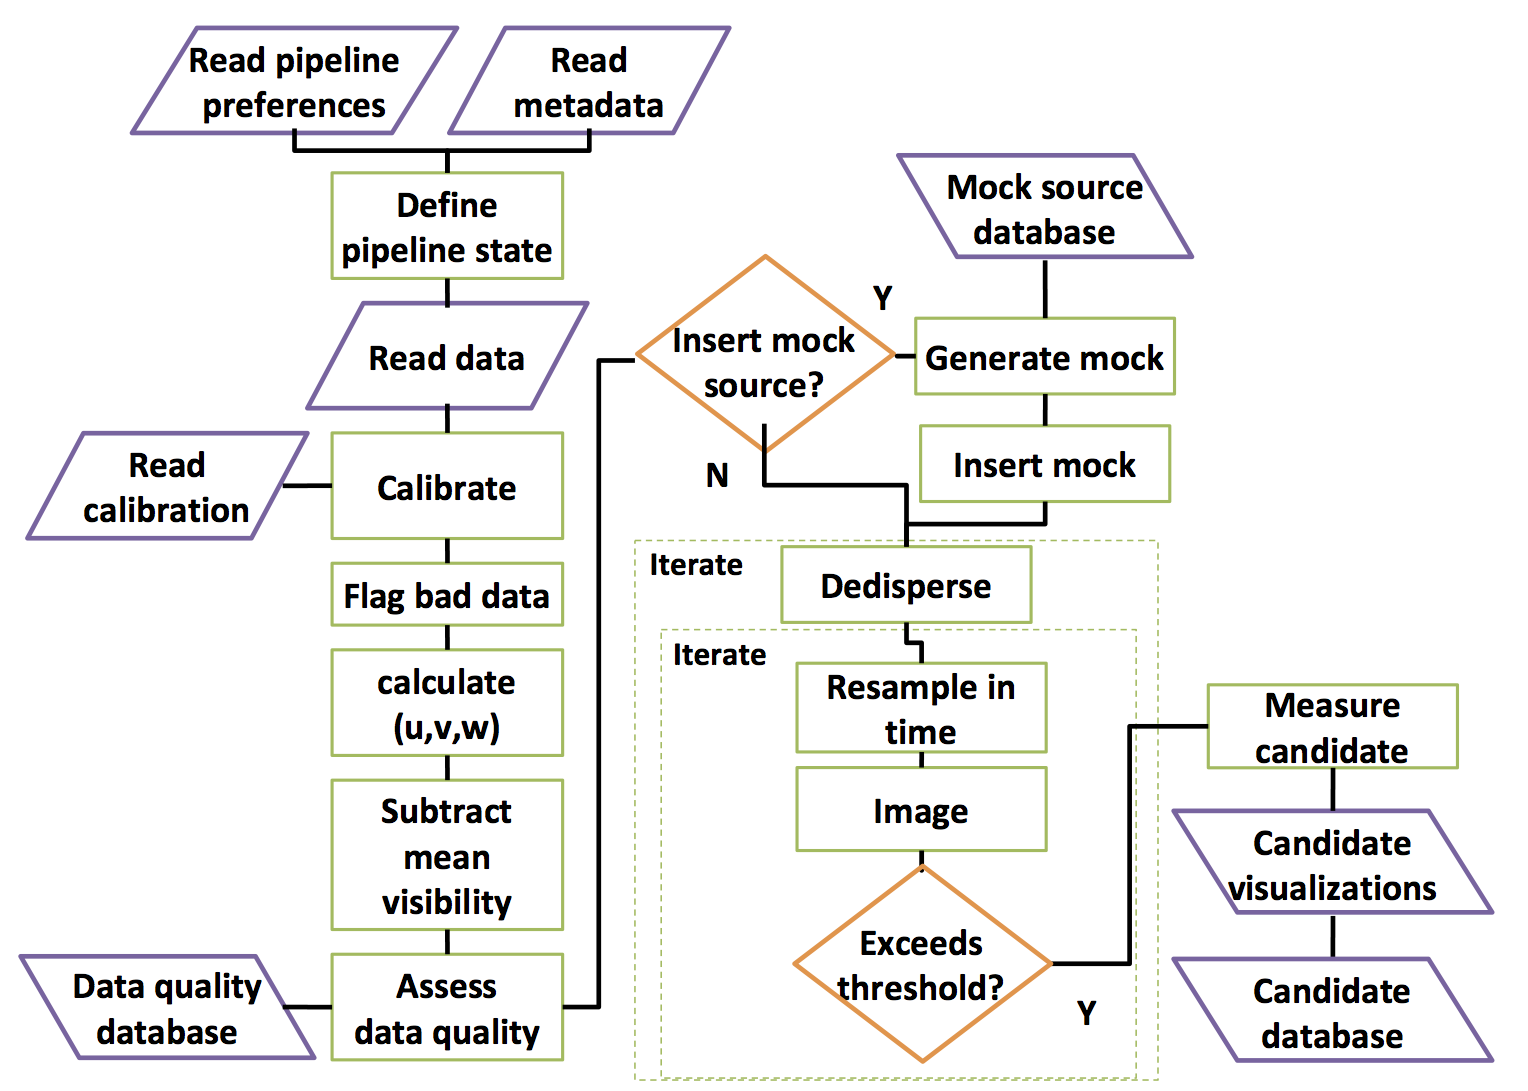 Read pipeline
preferences
Read
metadata
Define
pipeline state
Read data
Read
calibration
Calibrate
Flag bad data
calculate
(u,v,w)
Subtract
mean
visibility
Data quality
database
Assess
data quality
Insert mock
source?
Y
N
Mock source
database
Generate mock
Insert mock
Iterate
Dedisperse
Iterate
Resample in
time
Image
Exceeds
threshold?
Y
Measure
candidate
Candidate
visualizations
Candidate
database